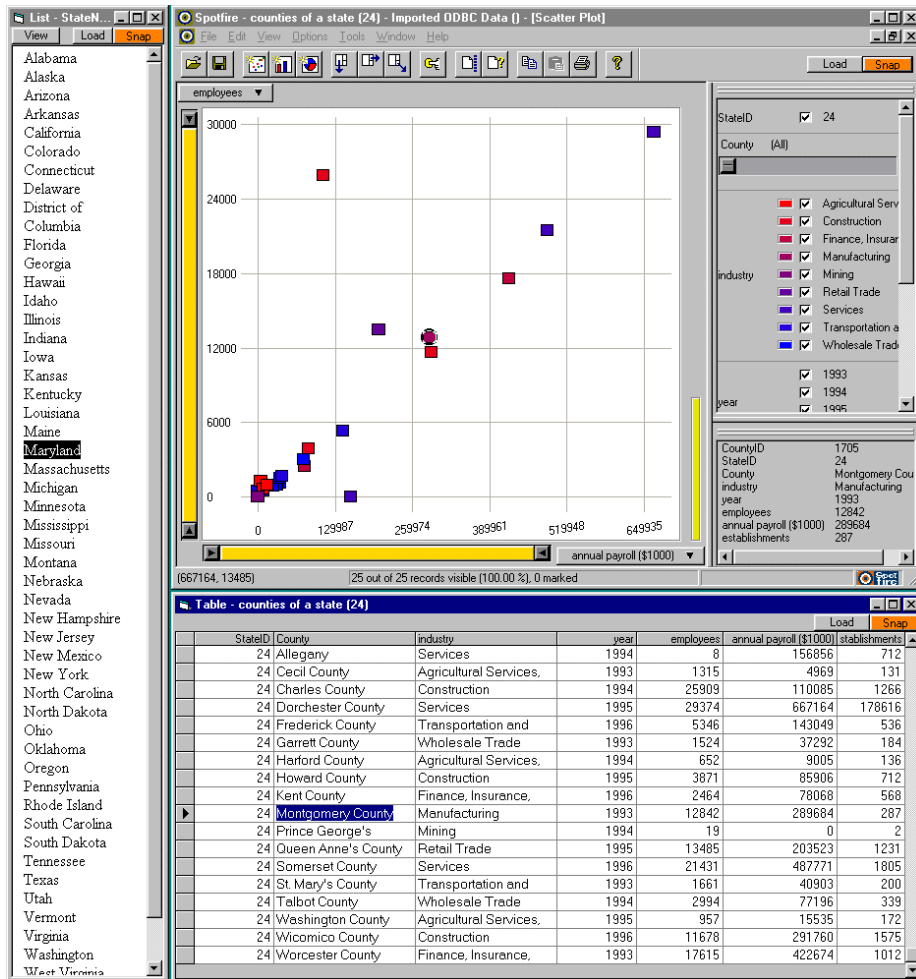 List - StateN...
View Load Snap
Alabama
Alaska
Arizona
Arkansas
California
Colorado
Connecticut
Delaware
District of
Columbia
Florida
Georgia
Hawaii
Idaho
Illinois
Indiana
Iowa
Kansas
Kentucky
Louisiana
Maine
Maryland
Massachusetts
Michigan
Minnesota
Mississippi
Missouri
Montana
Nebraska
Nevada
New Hampshire
New Jersey
New Mexico
New York
North Carolina
North Dakota
Ohio
Oklahoma
Oregon
Pennsylvania
Rhode Island
South Carolina
South Dakota
Tennessee
Texas
Utah
Vermont
Virginia
Washington
West Virginia
Spotfire - counties of a state (24) - Imported ODBC Data () - [Scatter Plot]
File Edit View Options Tools Window Help
Load Snap
employees
30000
24000
18000
12000
6000
0
0 129987 259974 389961 519948 649935
annual payroll ($1000)
StateID 24
County (All)
industry
Agricultural Serv
Construction
Finance, Insurar
Manufacturing
Mining
Retail Trade
Services
Transportation a
Wholesale Trad
year
1993
1994
1995
CountyID 1705
StateID 24
County Montgomery Cou
industry Manufacturing
year 1993
employees 12842
annual payroll ($1000) 289684
establishments 287
(667164, 13485) 25 out of 25 records visible (100.00 %), 0 marked
Spot fire
Table - counties of a state (24)
Load Snap
StateID County industry year employees annual payroll ($1000) stablishments
24 Allegany Services 1994 8 156856 712
24 Cecil County Agricultural Services, 1993 1315 4969 131
24 Charles County Construction 1994 25909 110085 1266
24 Dorchester County Services 1995 29374 667164 178616
24 Frederick County Transportation and 1996 5346 143049 536
24 Garrett County Wholesale Trade 1993 1524 37292 184
24 Harford County Agricultural Services, 1994 652 9005 136
24 Howard County Construction 1995 3871 85906 712
24 Kent County Finance, Insurance, 1996 2464 78068 568
24 Montgomery County Manufacturing 1993 12842 289684 287
24 Prince George's Mining 1994 19 0 2
24 Queen Anne's County Retail Trade 1995 13485 203523 1231
24 Somerset County Services 1996 21431 487771 1805
24 St. Mary's County Transportation and 1993 1661 40903 200
24 Talbot County Wholesale Trade 1994 2994 77196 339
24 Washington County Agricultural Services, 1995 957 15535 172
24 Wicomico County Construction 1996 11678 291760 1575
24 Worcester County Finance, Insurance, 1993 17615 422674 1012